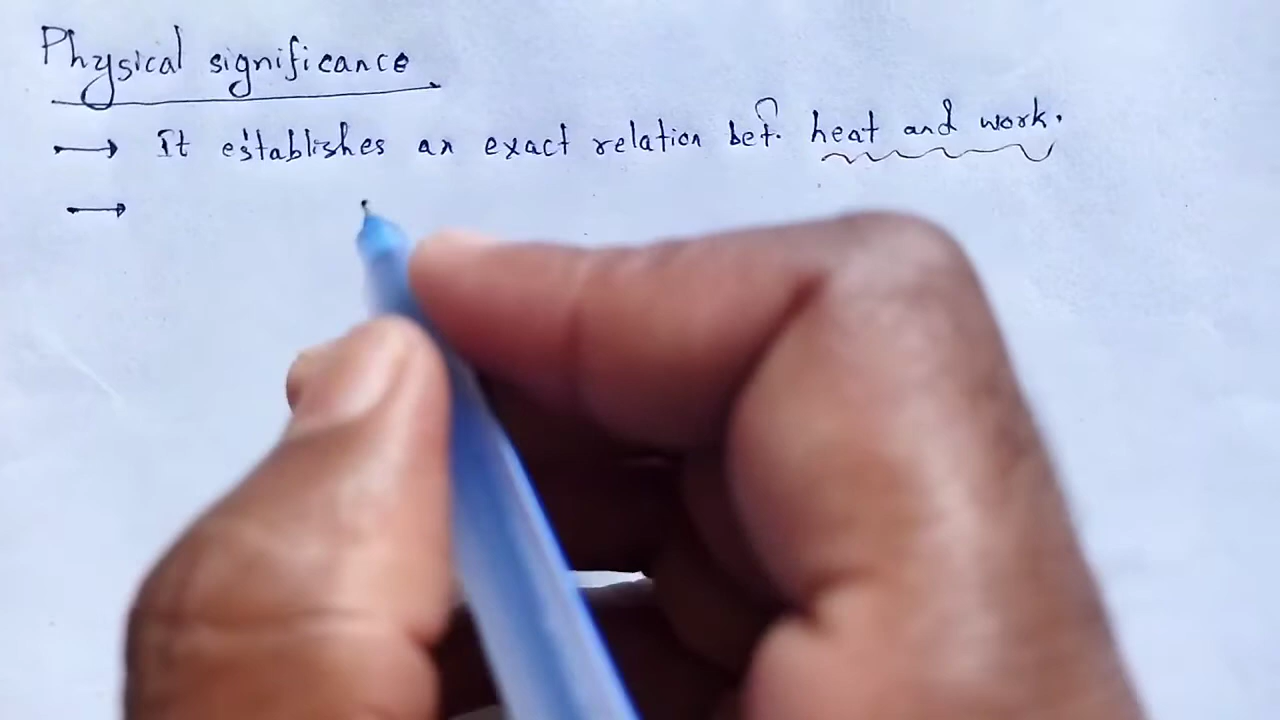 Physical significance
→ It establishes an exact relation bet. heat and work.
→